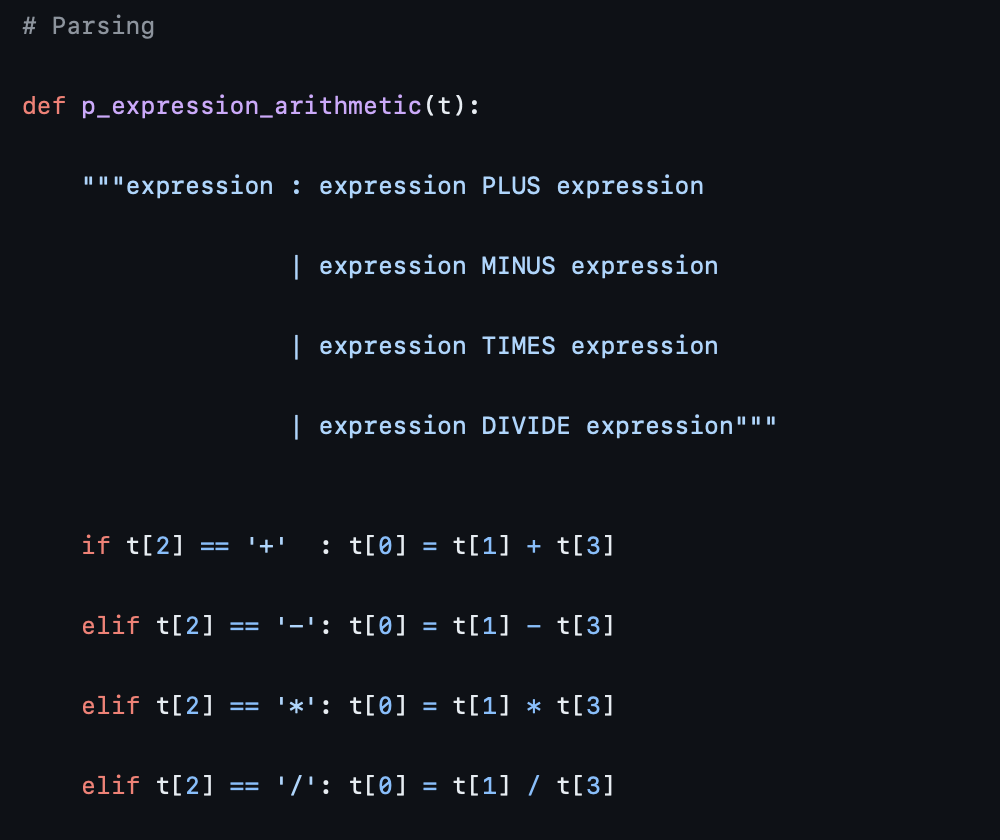 # Parsing
def p_expression_arithmetic(t):
    """expression : expression PLUS expression
                  | expression MINUS expression
                  | expression TIMES expression
                  | expression DIVIDE expression"""
    if t[2] == '+'  : t[0] = t[1] + t[3]
    elif t[2] == '-': t[0] = t[1] - t[3]
    elif t[2] == '*': t[0] = t[1] * t[3]
    elif t[2] == '/': t[0] = t[1] / t[3]